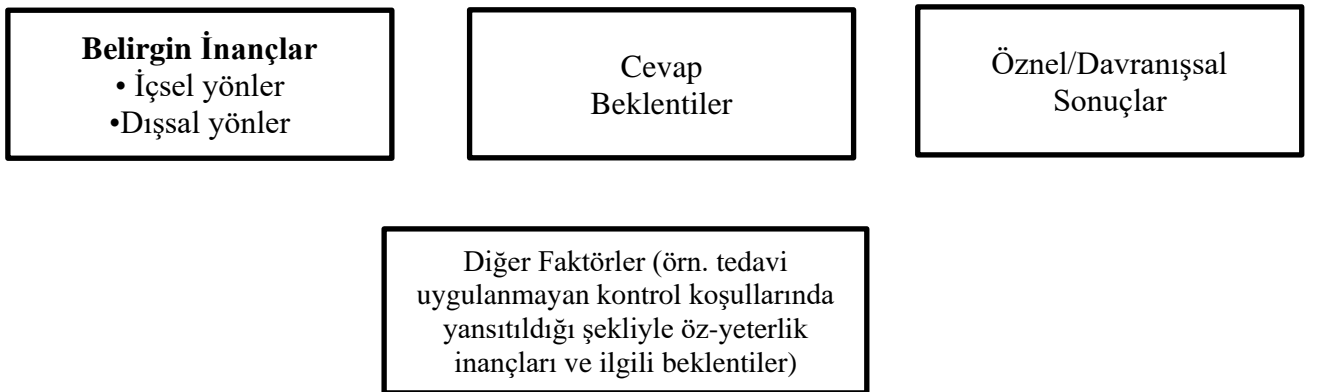 Belirgin İnançlar
• İçsel yönler
•Dışsal yönler
Cevap
Beklentiler
Öznel/Davranışsal
Sonuçlar
Diğer Faktörler (örn. tedavi
uygulanmayan kontrol koşullarında
yansıtıldığı şekliyle öz-yeterlik
inançları ve ilgili beklentiler)